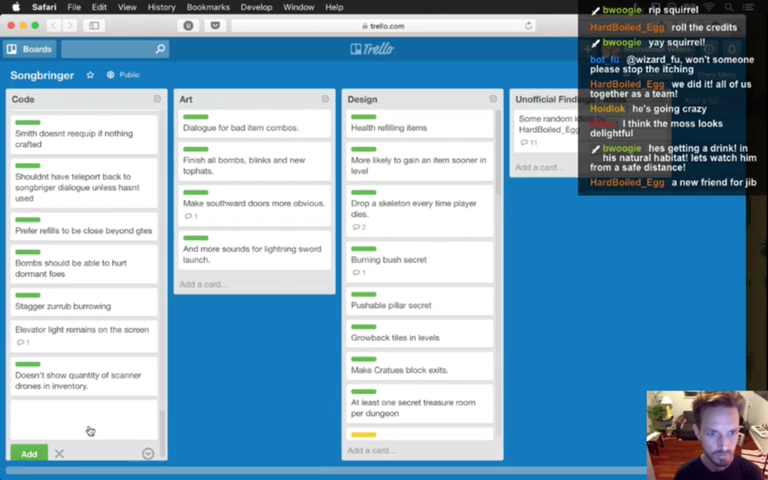 Safari File Edit View History Bookmarks Develop Window Help
trello.com
Boards
Trello
Songbringer
Public
Code
Smith doesnt reequip if nothing
crafted
Shouldnt have teleport back to
songbriger dialogue unless hasnt
used
Prefer refills to be close beyond gtes
Bombs should be able to hurt
dormant foes
Stagger zurrub burrowing
Elevator light remains on the screen
1
Doesn't show quantity of scanner
drones in inventory.
Add
Art
Dialogue for bad item combos.
Finish all bombs, blinks and new
tophats.
Make southward doors more obvious.
1
And more sounds for lightning sword
launch.
Add a card...
Design
Health refilling items
More likely to gain an item sooner in
level
Drop a skeleton every time player
dies.
2
Burning bush secret
1
Pushable pillar secret
Growback tiles in levels
Make Cratues block exits.
At least one secret treasure room
per dungeon
Add a card...
Unofficial Findings
Some random ideas by
HardBoiled_Egg
11
Add a card...
bwoogie rip squirrel
HardBoiled_Egg roll the credits
bwoogie yay squirrel!
bot_fu @wizard_fu, won't someone
please stop the itching
HardBoiled_Egg we did it! all of us
together as a team!
Hoidlok he's going crazy
I think the moss looks
delightful
bwoogie hes getting a drink! in
his natural habitat! lets watch him
from a safe distance!
HardBoiled_Egg a new friend for jib